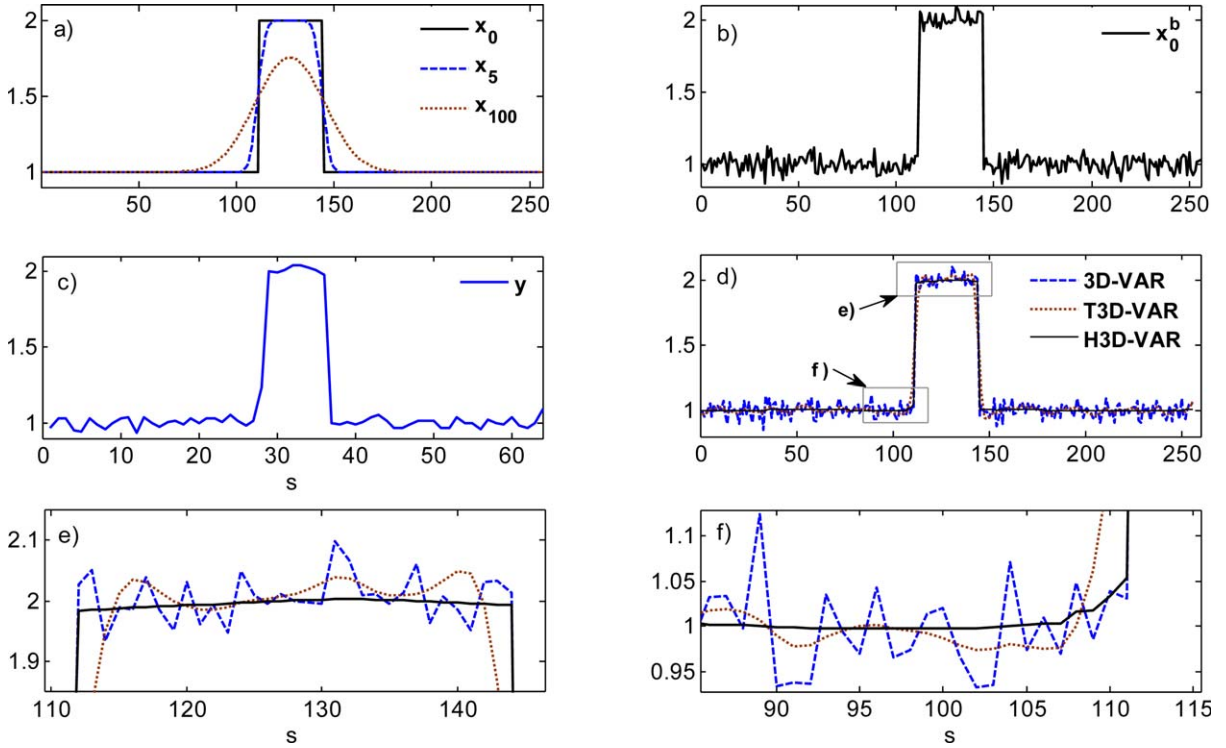 a)
x0
x5
x100
2
1.5
1
50 100 150 200 250
b)
x0b
2
1.5
1
0 50 100 150 200 250
c)
y
2
1.5
1
0 10 20 30 40 50 60
s
d)
3D-VAR
T3D-VAR
H3D-VAR
e)
f)
2
1.5
1
0 50 100 150 200 250
e)
2.1
2
1.9
110 120 130 140
s
f)
1.1
1.05
1
0.95
90 95 100 105 110 115
s